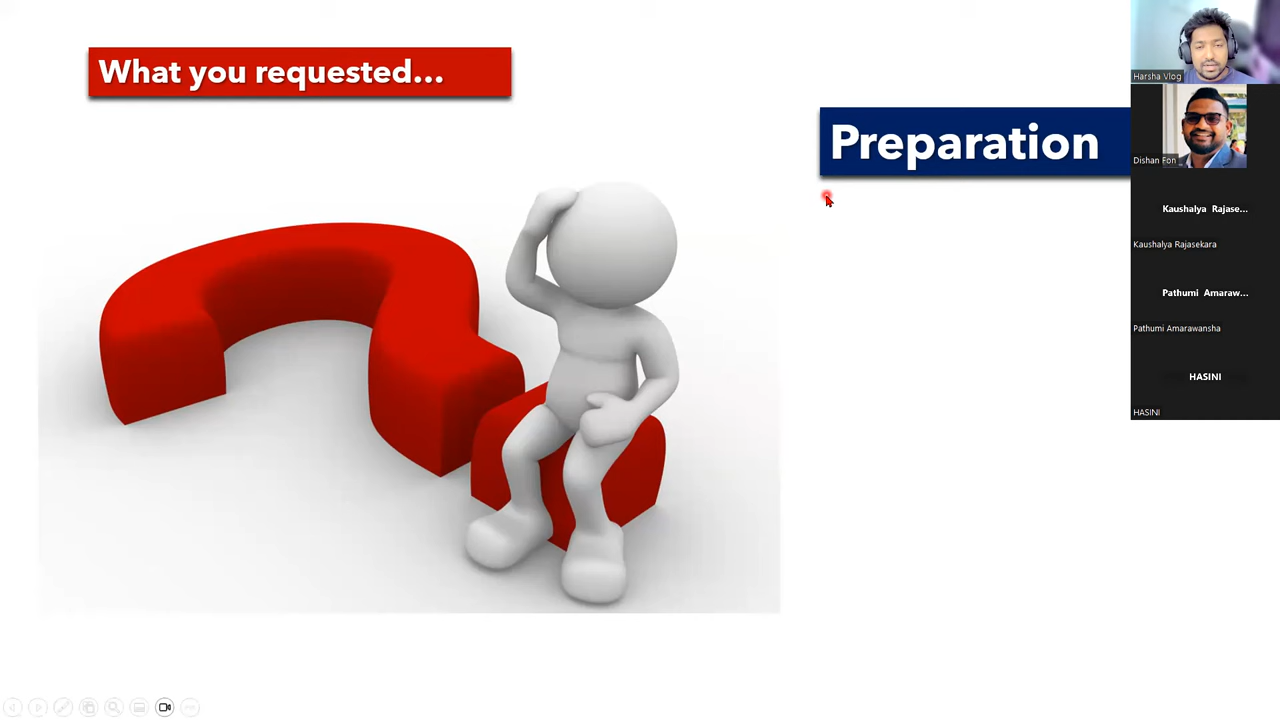 What you requested...
Preparation
Harsha Vlog
Dishan Fon
Kaushalya Rajase...
Kaushalya Rajasekara
Pathumi Amaraw...
Pathumi Amarawansha
HASINI
HASINI